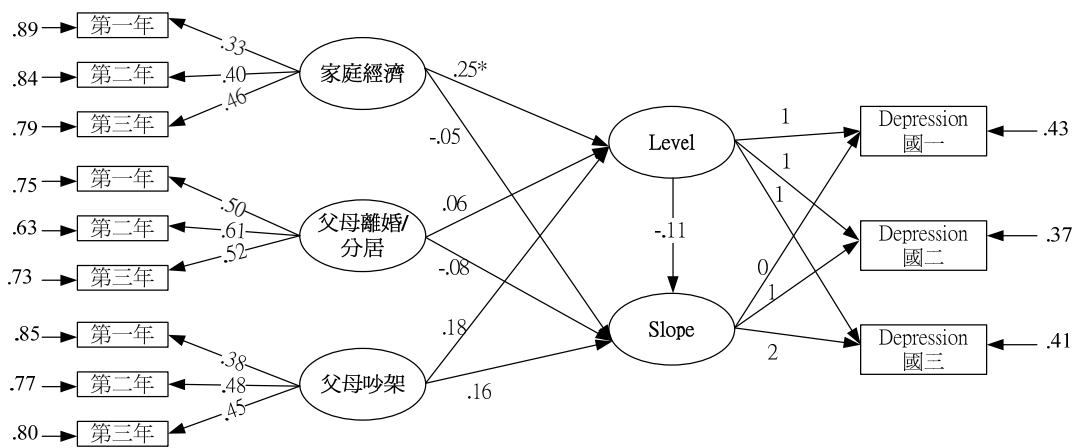 .89
第一年
.33
.84
第二年
.40
.79
第三年
.46
家庭經濟
.25*
-.05
.75
第一年
.50
.63
第二年
.61
.73
第三年
.52
父母離婚/
分居
.06
-.08
.85
第一年
.38
.77
第二年
.48
.80
第三年
.45
父母吵架
.18
.16
Level
-.11
Slope
1
1
1
0
1
2
Depression
國一
.43
Depression
國二
.37
Depression
國三
.41